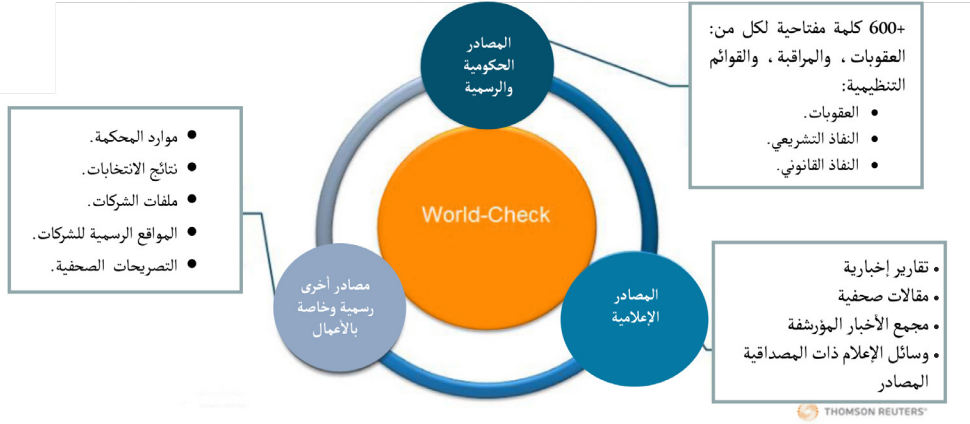 المصادر
الحكومية
والرسمية
+600 كلمة مفتاحية لكل من:
العقوبات ، والمراقبة ، والقوائم
التنظيمية:
• العقوبات.
• النفاذ التشريعي.
• النفاذ القانوني.
● موارد المحكمة.
● نتائج الانتخابات.
● ملفات الشركات.
● المواقع الرسمية للشركات.
● التصريحات الصحفية.
World-Check
مصادر أخرى
رسمية وخاصة
بالأعمال
المصادر
الإعلامية
• تقارير إخبارية
• مقالات صحفية
• مجمع الأخبار المؤرشفة
• وسائل الإعلام ذات المصداقية
المصادر
THOMSON REUTERS